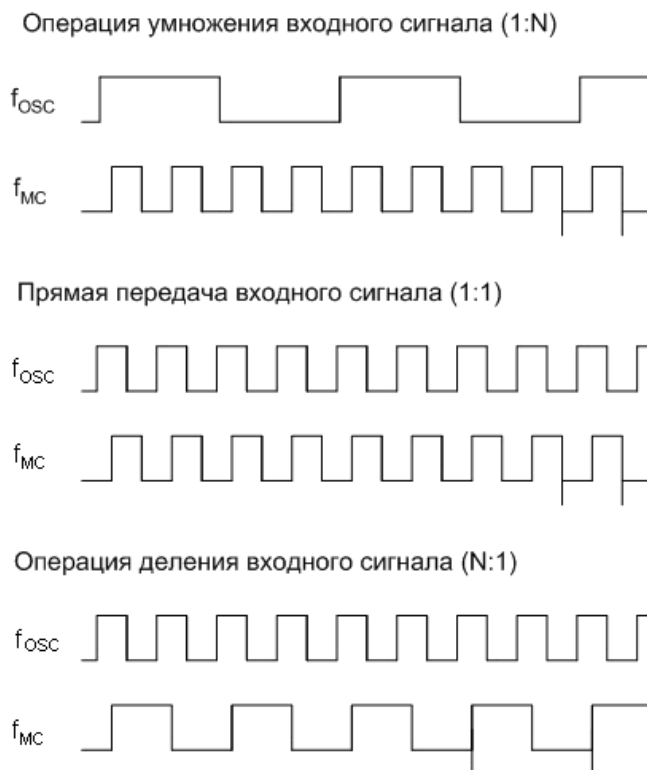 Операция умножения входного сигнала (1:N)
fOSC
fMC
Прямая передача входного сигнала (1:1)
fOSC
fMC
Операция деления входного сигнала (N:1)
fOSC
fMC